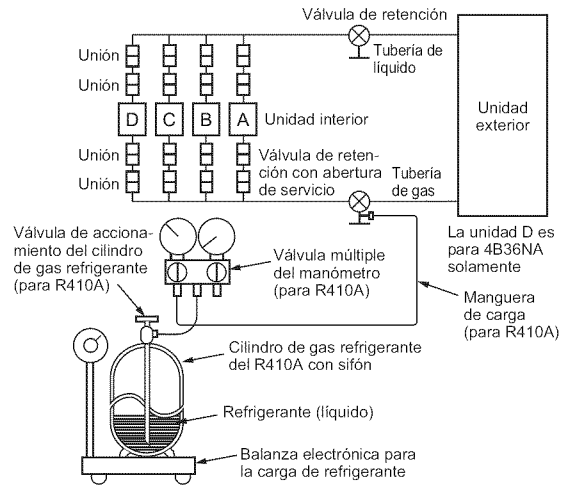 Válvula de retención
Tubería de
líquido
Unión
Unión
D
C
B
A
Unidad interior
Unidad
exterior
Unión
Unión
Válvula de reten-
ción con abertura
de servicio
Tubería
de gas
La unidad D es
para 4B36NA
solamente
Válvula de acciona-
miento del cilindro
de gas refrigerante
(para R410A)
Válvula múltiple
del manómetro
(para R410A)
Manguera
de carga
(para R410A)
Cilindro de gas refrigerante
del R410A con sifón
Refrigerante (líquido)
Balanza electrónica para
la carga de refrigerante